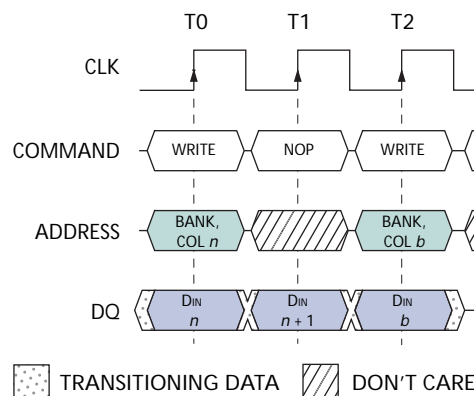 T0 T1 T2
CLK
COMMAND WRITE NOP WRITE
ADDRESS BANK, COL n BANK, COL b
DQ DIN n DIN n + 1 DIN b
TRANSITIONING DATA DON'T CARE